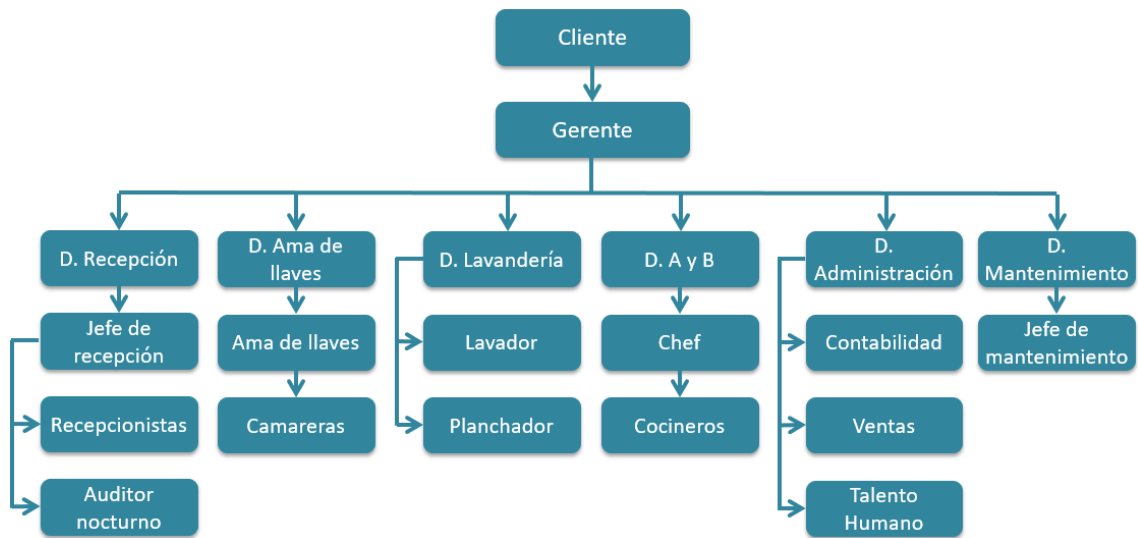 Cliente
Gerente
D. Recepción
D. Ama de
llaves
D. Lavandería
D. A y B
D.
Administración
D.
Mantenimiento
Jefe de
recepción
Ama de llaves
Lavador
Chef
Contabilidad
Jefe de
mantenimiento
Recepcionistas
Camareras
Planchador
Cocineros
Ventas
Auditor
nocturno
Talento
Humano